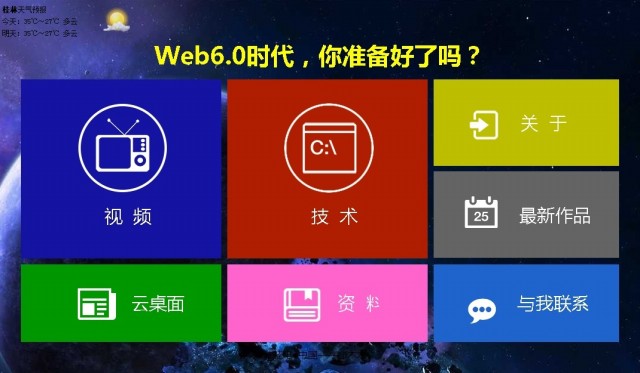 桂林天气预报
今天：35℃~27℃ 多云
明天：35℃~27℃ 多云
Web6.0时代，你准备好了吗？
视 频
C:\
技 术
关 于
25
最新作品
云桌面
资 料
与我联系